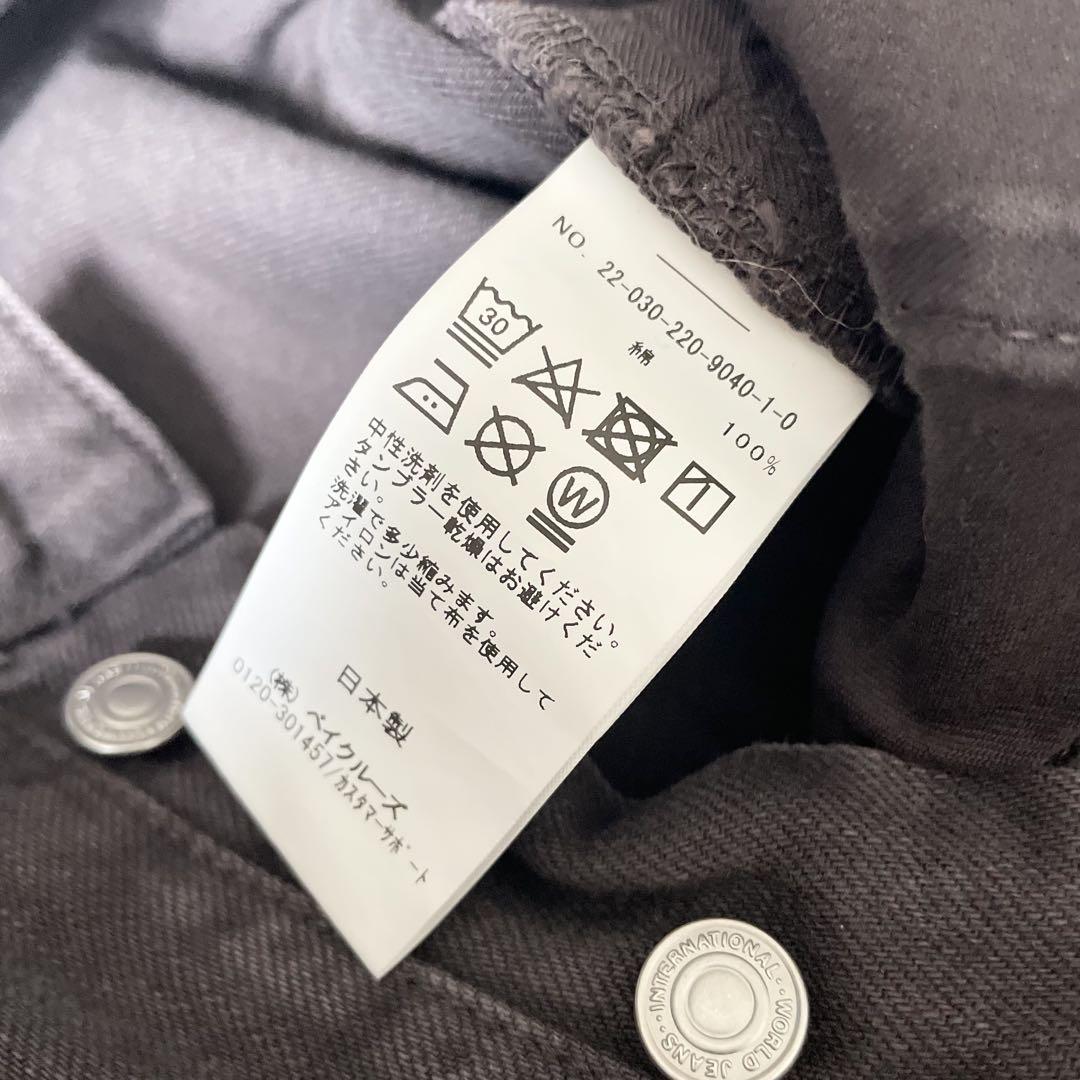 NO. 22-030-220-9040-1-0
綿 100%
30
W
中性洗剤を使用してください。
タンブラー乾燥はお避けくだ
さい。
洗濯で多少縮みます。
アイロンは当て布を使用して
ください。
日本製
(株)ベイクルーズ
0120-301457/カスタマーサポート
INTERNATIONAL・・WORLD JEANS・